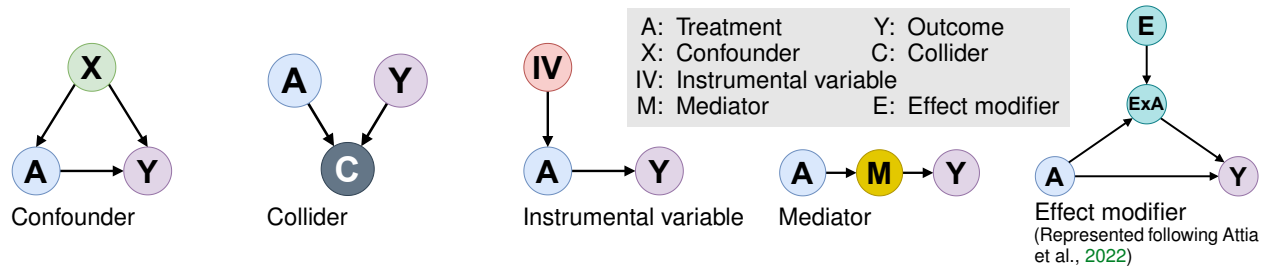 X
A
Y
Confounder
A
Y
C
Collider
IV
A
Y
Instrumental variable
A: Treatment Y: Outcome
X: Confounder C: Collider
IV: Instrumental variable
M: Mediator E: Effect modifier
A
M
Y
Mediator
E
ExA
A
Y
Effect modifier
(Represented following Attia
et al., 2022)